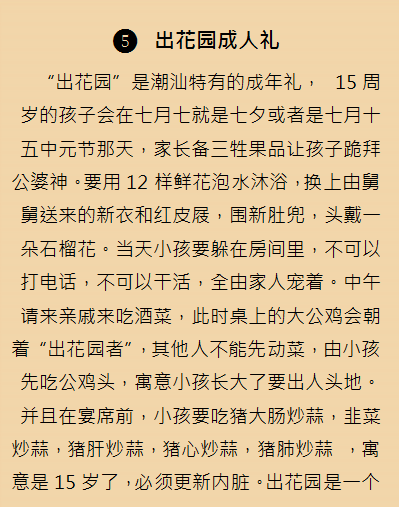 ❺ 出花园成人礼
“出花园”是潮汕特有的成年礼， 15 周
岁的孩子会在七月七就是七夕或者是七月十
五中元节那天，家长备三牲果品让孩子跪拜
公婆神。要用 12 样鲜花泡水沐浴，换上由舅
舅送来的新衣和红皮屐，围新肚兜，头戴一
朵石榴花。当天小孩要躲在房间里，不可以
打电话，不可以干活，全由家人宠着。中午
请来亲戚来吃酒菜，此时桌上的大公鸡会朝
着“出花园者”，其他人不能先动菜，由小孩
先吃公鸡头，寓意小孩长大了要出人头地。
并且在宴席前，小孩要吃猪大肠炒蒜，韭菜
炒蒜，猪肝炒蒜，猪心炒蒜，猪肺炒蒜 ，寓
意是 15 岁了，必须更新内脏。出花园是一个